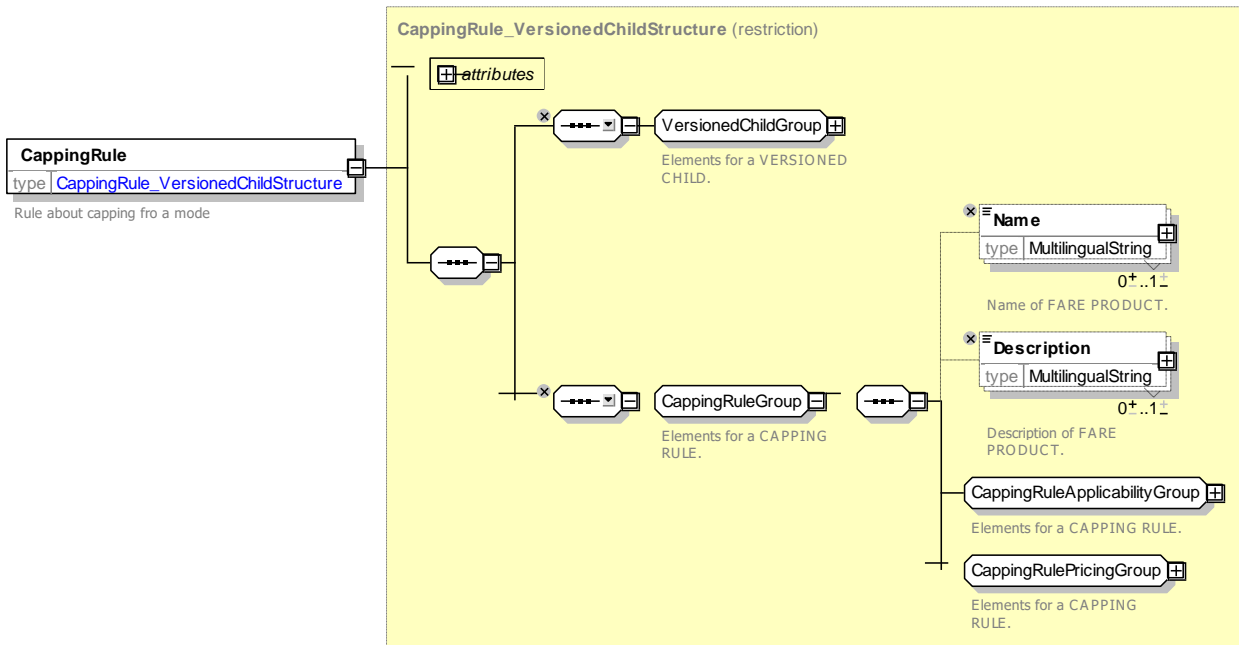 CappingRule_VersionedChildStructure (restriction)
attributes
VersionedChildGroup
Elements for a VERSIONED
CHILD.
CappingRule
type CappingRule_VersionedChildStructure
Rule about capping fro a mode
Name
type MultilingualString
0..1
Name of FARE PRODUCT.
Description
type MultilingualString
0..1
Description of FARE
PRODUCT.
CappingRuleGroup
Elements for a CAPPING
RULE.
CappingRuleApplicabilityGroup
Elements for a CAPPING RULE.
CappingRulePricingGroup
Elements for a CAPPING
RULE.